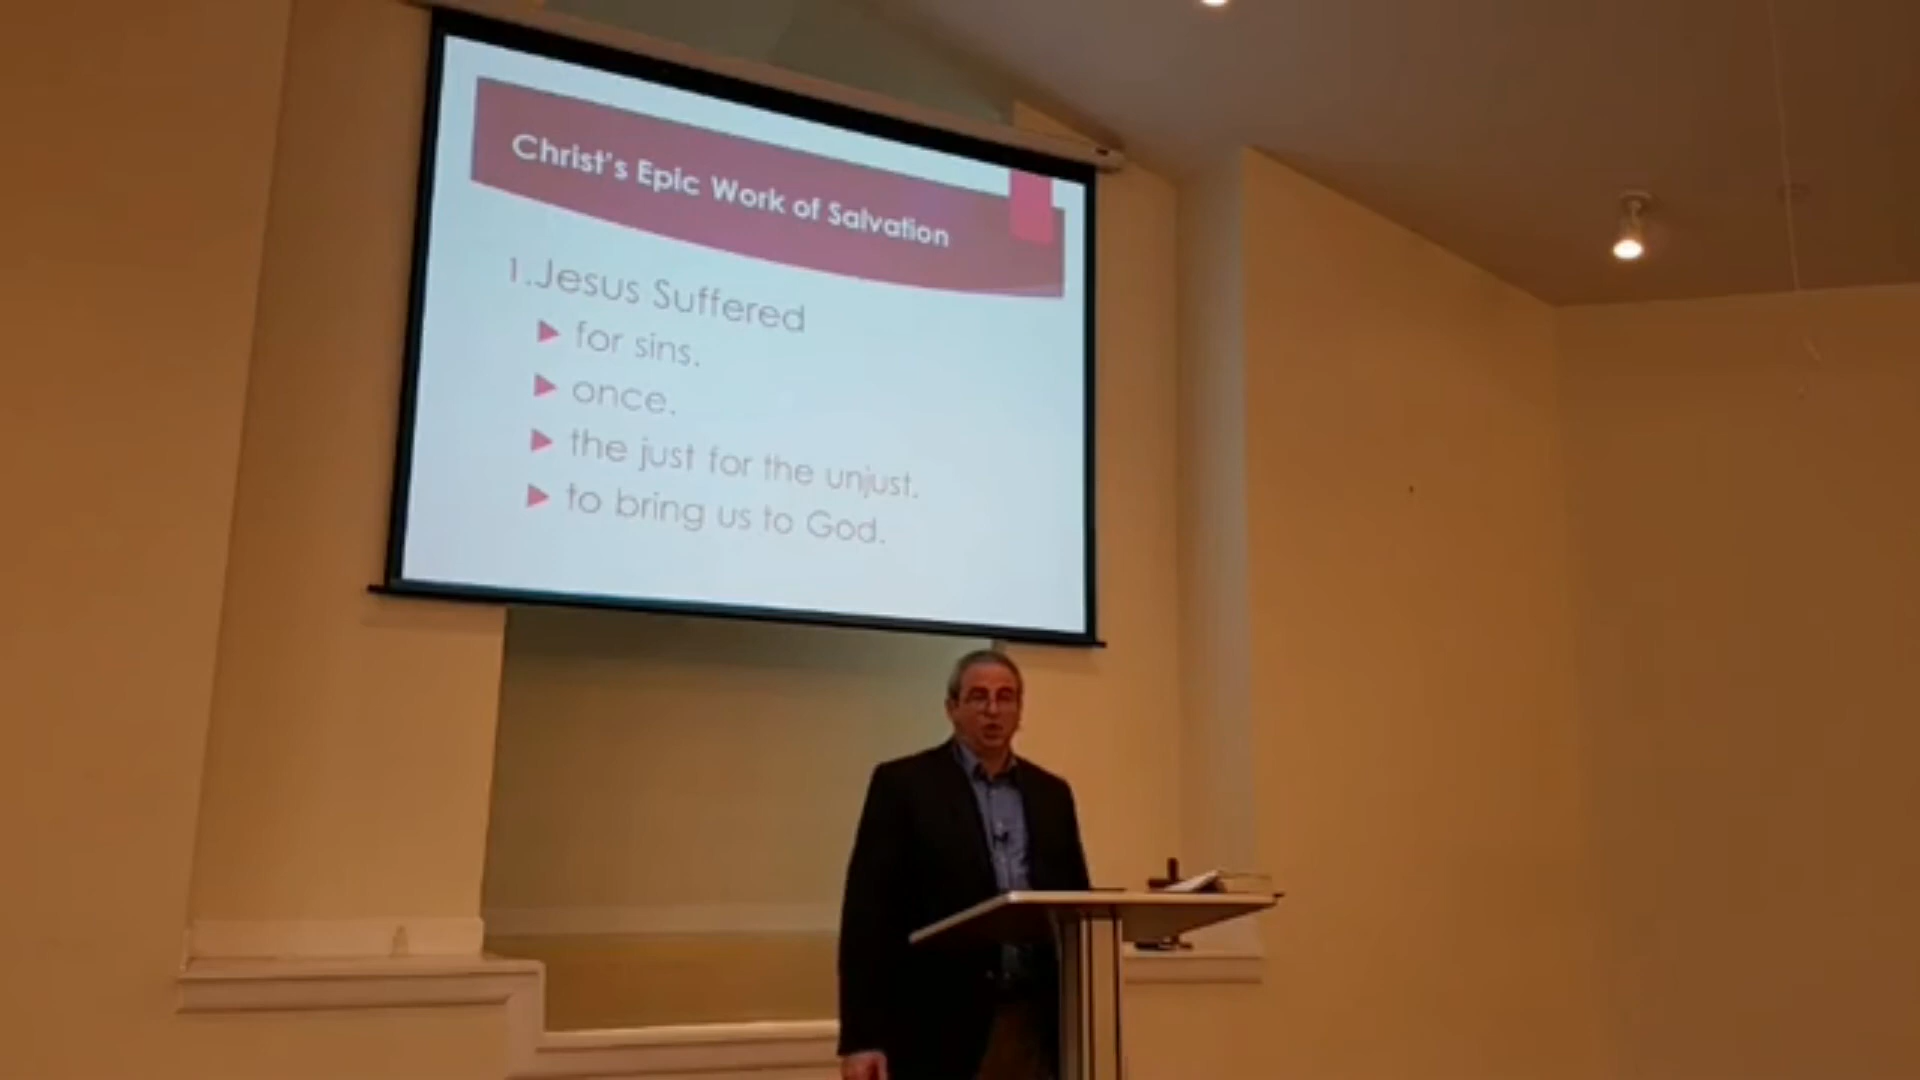 Christ's Epic Work of Salvation
1.Jesus Suffered
for sins.
once.
the just for the unjust.
to bring us to God.